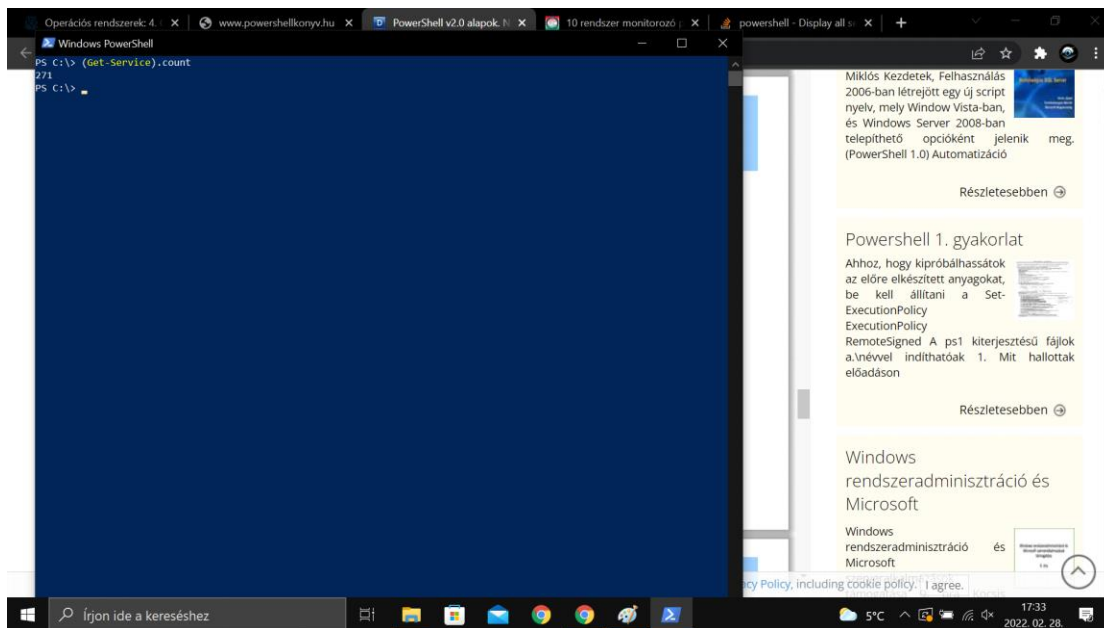 Operációs rendszerek: 4.
www.powershellkonyv.hu
PowerShell v2.0 alapok. N
10 rendszer monitorozó
powershell - Display all
Windows PowerShell
PS C:\> (Get-Service).count
271
PS C:\>
Miklós Kezdetek, Felhasználás
2006-ban létrejött egy új script
nyelv, mely Window Vista-ban,
és Windows Server 2008-ban
telepíthető opcióként jelenik meg.
(PowerShell 1.0) Automatizáció
Részletesebben
Powershell 1. gyakorlat
Ahhoz, hogy kipróbálhassátok
az előre elkészített anyagokat,
be kell állítani a Set-
ExecutionPolicy
ExecutionPolicy
RemoteSigned A ps1 kiterjesztésű fájlok
a.\névvel indíthatóak 1. Mit hallottak
előadáson
Részletesebben
Windows
rendszeradminisztráció és
Microsoft
Windows
rendszeradminisztráció és
Microsoft
acy Policy, including cookie policy. I agree.
Írjon ide a kereséshez
5°C
17:33
2022. 02. 28.